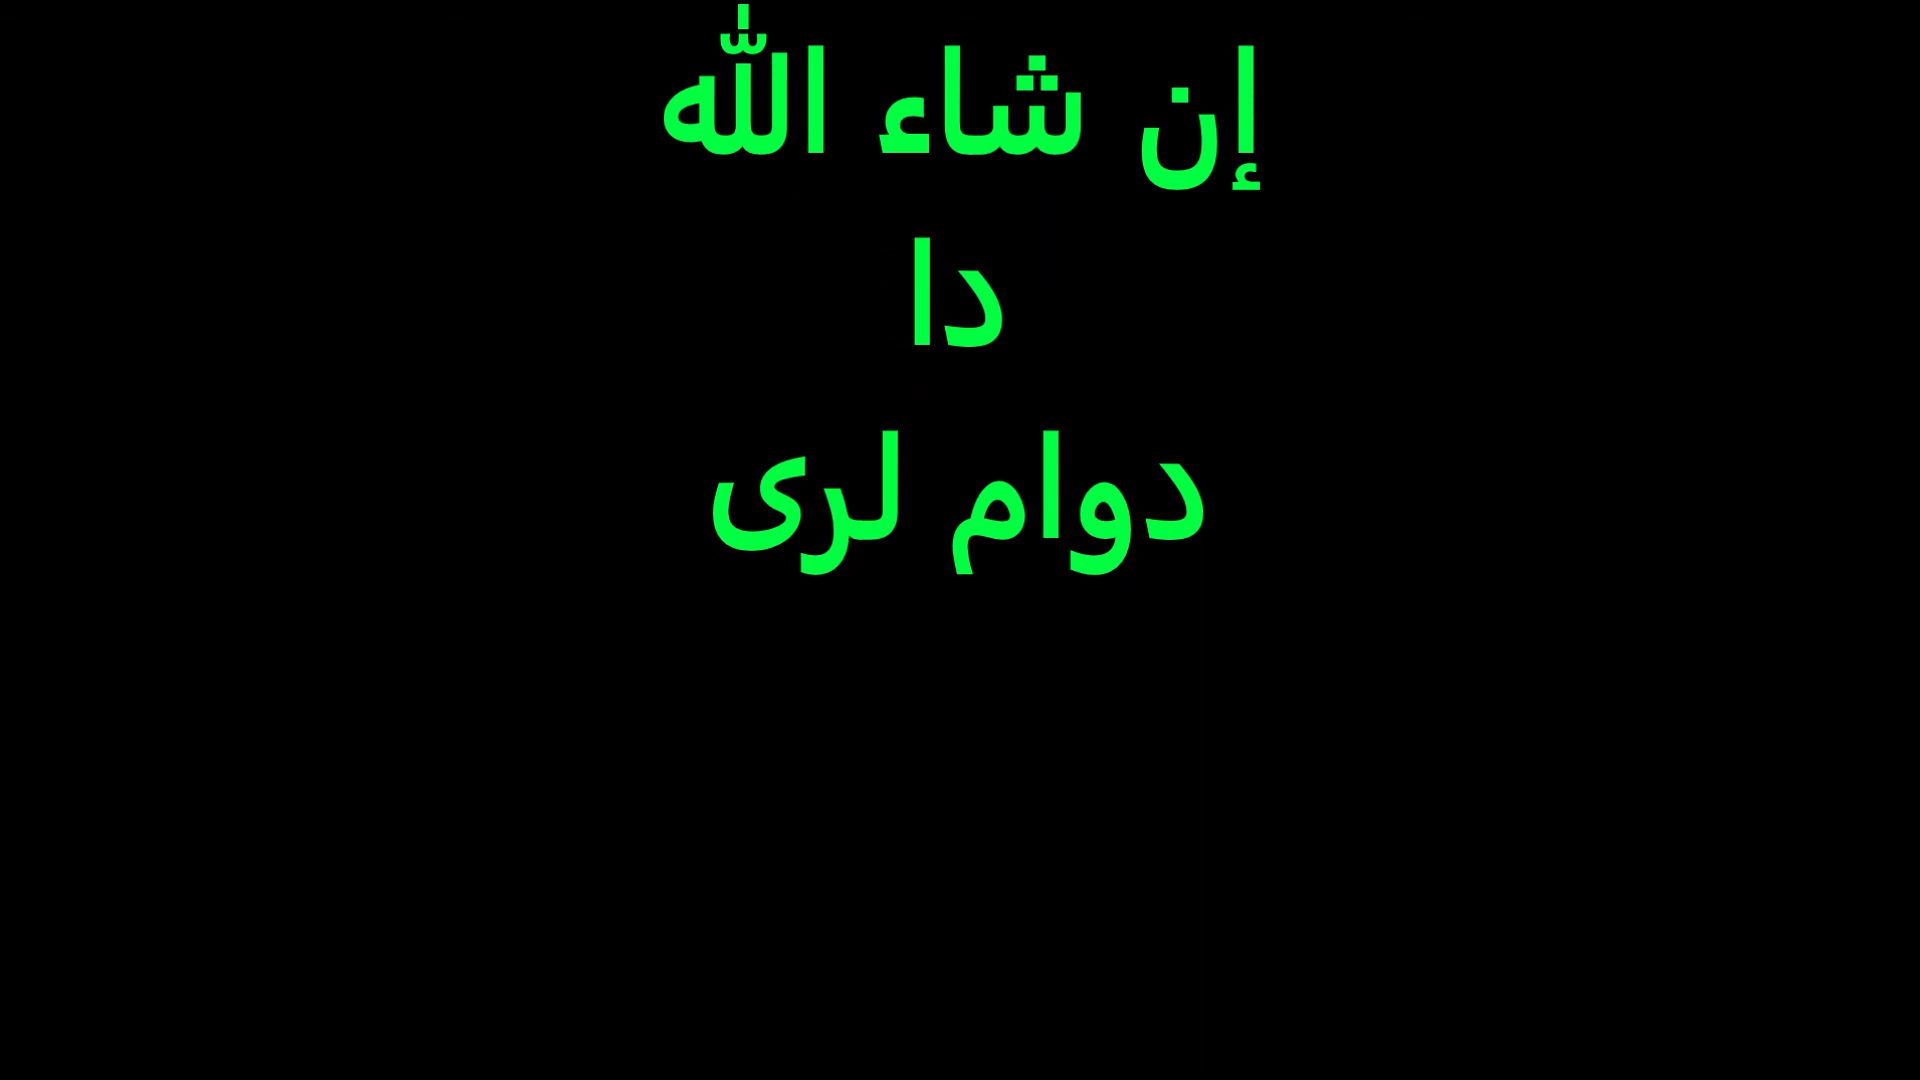 إن شاء الله
دا
دوام لری